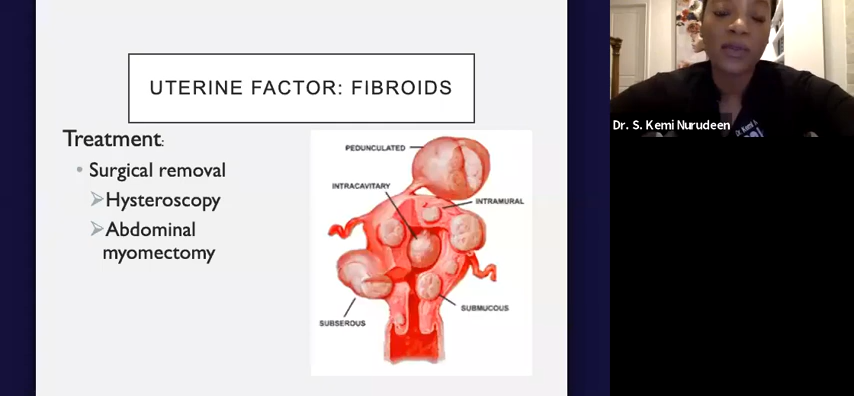 UTERINE FACTOR: FIBROIDS
Treatment:
• Surgical removal
➢Hysteroscopy
➢Abdominal
myomectomy
PEDUNCULATED
INTRACAVITARY
INTRAMURAL
SUBMUCOUS
SUBSEROUS
Dr. S. Kemi Nurudeen